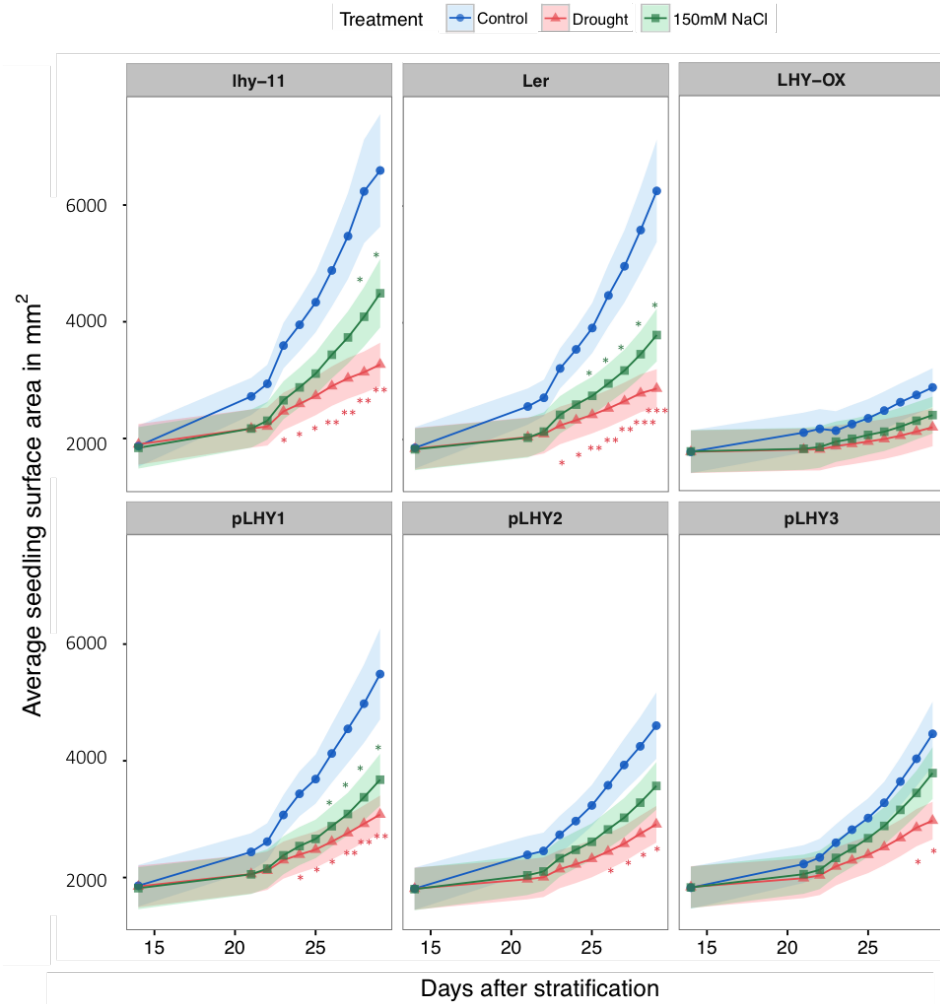 Treatment Control Drought 150mM NaCl
lhy−11 Ler LHY−OX
6000
4000
2000
pLHY1 pLHY2 pLHY3
6000
4000
2000
Average seedling surface area in mm²
15 20 25 15 20 25 15 20 25
Days after stratification